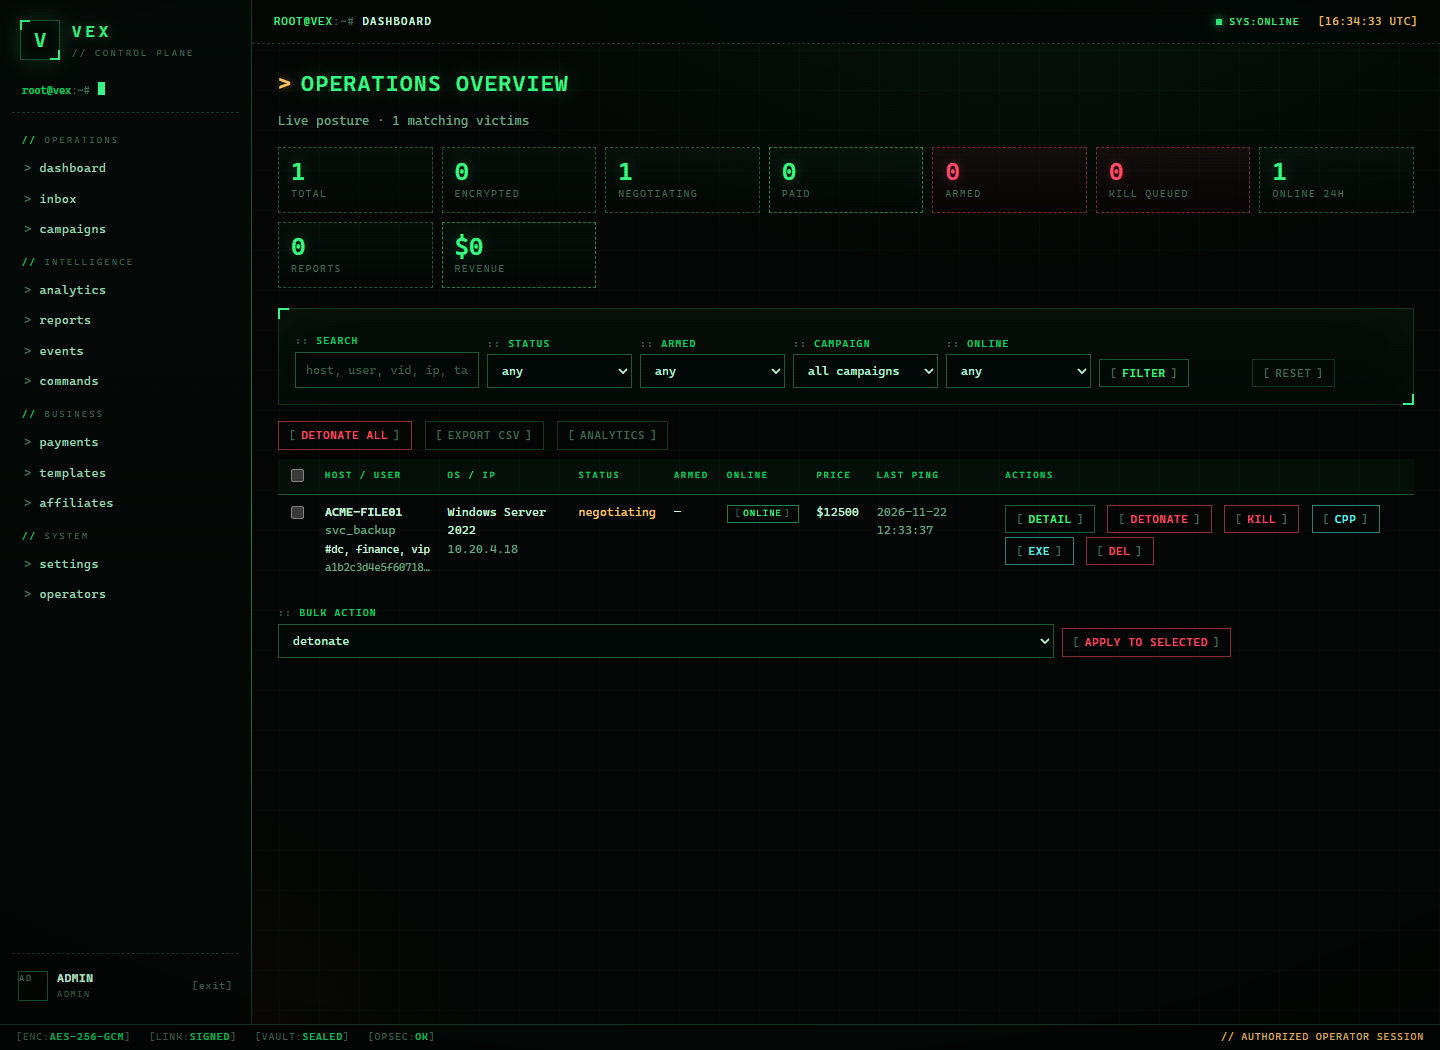 V
VEX
// CONTROL PLANE
root@vex:~#
// OPERATIONS
> dashboard
> inbox
> campaigns
// INTELLIGENCE
> analytics
> reports
> events
> commands
// BUSINESS
> payments
> templates
> affiliates
// SYSTEM
> settings
> operators
AD
ADMIN
ADMIN
[exit]
ROOT@VEX:~# DASHBOARD
SYS:ONLINE [16:34:33 UTC]
> OPERATIONS OVERVIEW
Live posture · 1 matching victims
1
TOTAL
0
ENCRYPTED
1
NEGOTIATING
0
PAID
0
ARMED
0
KILL QUEUED
1
ONLINE 24H
0
REPORTS
$0
REVENUE
:: SEARCH
host, user, vid, ip, ta
:: STATUS
any
:: ARMED
any
:: CAMPAIGN
all campaigns
:: ONLINE
any
[ FILTER ]
[ RESET ]
[ DETONATE ALL ] [ EXPORT CSV ] [ ANALYTICS ]
HOST / USER OS / IP STATUS ARMED ONLINE PRICE LAST PING ACTIONS
ACME-FILE01
svc_backup
#dc, finance, vip
a1b2c3d4e5f60718…
Windows Server
2022
10.20.4.18
negotiating
—
[ ONLINE ]
$12500
2026-11-22
12:33:37
[ DETAIL ] [ DETONATE ] [ KILL ] [ CPP ]
[ EXE ] [ DEL ]
:: BULK ACTION
detonate
[ APPLY TO SELECTED ]
[ENC:AES-256-GCM] [LINK:SIGNED] [VAULT:SEALED] [OPSEC:OK]
// AUTHORIZED OPERATOR SESSION